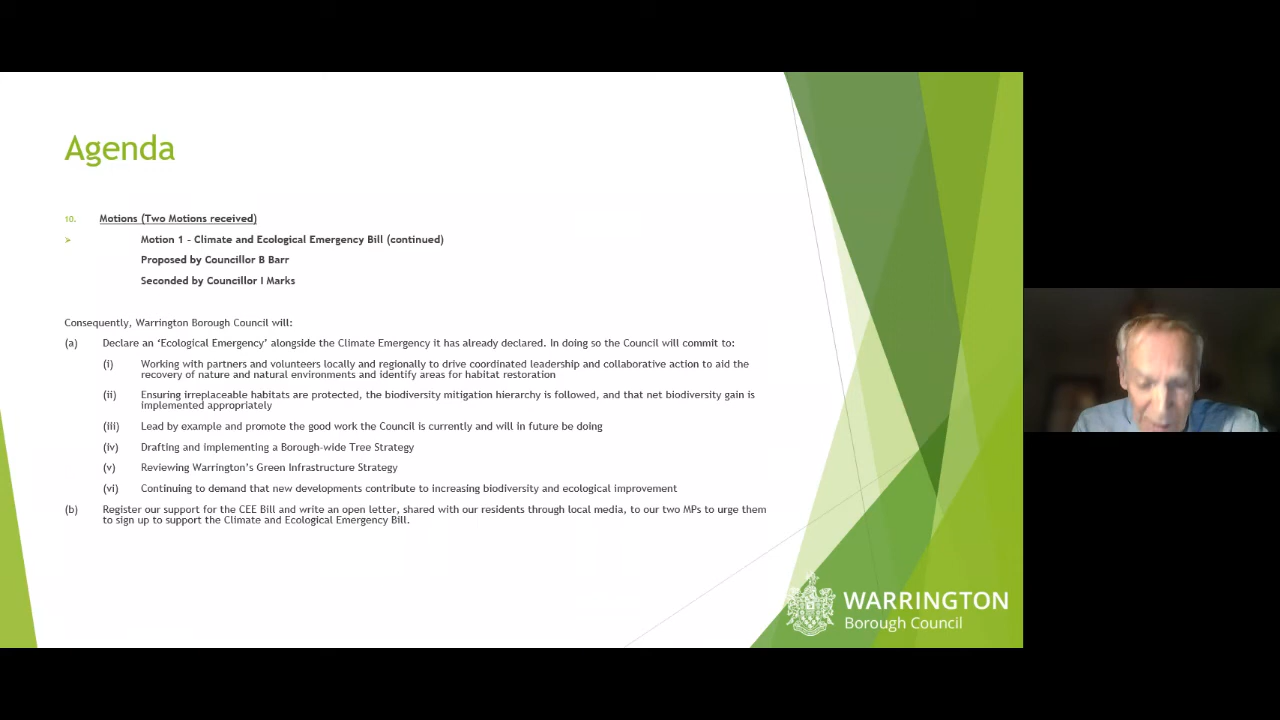 Agenda
10. Motions (Two Motions received)
➢ Motion 1 - Climate and Ecological Emergency Bill (continued)
Proposed by Councillor B Barr
Seconded by Councillor I Marks
Consequently, Warrington Borough Council will:
(a) Declare an ‘Ecological Emergency’ alongside the Climate Emergency it has already declared. In doing so the Council will commit to:
(i) Working with partners and volunteers locally and regionally to drive coordinated leadership and collaborative action to aid the
recovery of nature and natural environments and identify areas for habitat restoration
(ii) Ensuring irreplaceable habitats are protected, the biodiversity mitigation hierarchy is followed, and that net biodiversity gain is
implemented appropriately
(iii) Lead by example and promote the good work the Council is currently and will in future be doing
(iv) Drafting and implementing a Borough-wide Tree Strategy
(v) Reviewing Warrington’s Green Infrastructure Strategy
(vi) Continuing to demand that new developments contribute to increasing biodiversity and ecological improvement
(b) Register our support for the CEE Bill and write an open letter, shared with our residents through local media, to our two MPs to urge them
to sign up to support the Climate and Ecological Emergency Bill.
WARRINGTON
Borough Council